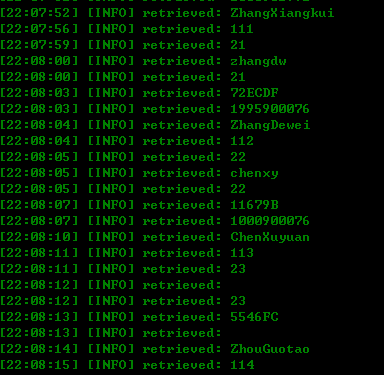 [22:07:52] [INFO] retrieved: ZhangXiangkui
[22:07:56] [INFO] retrieved: 111
[22:07:59] [INFO] retrieved: 21
[22:08:00] [INFO] retrieved: zhangdw
[22:08:00] [INFO] retrieved: 21
[22:08:03] [INFO] retrieved: 72ECDF
[22:08:03] [INFO] retrieved: 1995900076
[22:08:04] [INFO] retrieved: ZhangDewei
[22:08:04] [INFO] retrieved: 112
[22:08:05] [INFO] retrieved: 22
[22:08:05] [INFO] retrieved: chenxy
[22:08:05] [INFO] retrieved: 22
[22:08:07] [INFO] retrieved: 11679B
[22:08:07] [INFO] retrieved: 1000900076
[22:08:10] [INFO] retrieved: ChenXuyuan
[22:08:11] [INFO] retrieved: 113
[22:08:11] [INFO] retrieved: 23
[22:08:12] [INFO] retrieved:
[22:08:12] [INFO] retrieved: 23
[22:08:13] [INFO] retrieved: 5546FC
[22:08:13] [INFO] retrieved:
[22:08:14] [INFO] retrieved: ZhouGuotao
[22:08:15] [INFO] retrieved: 114